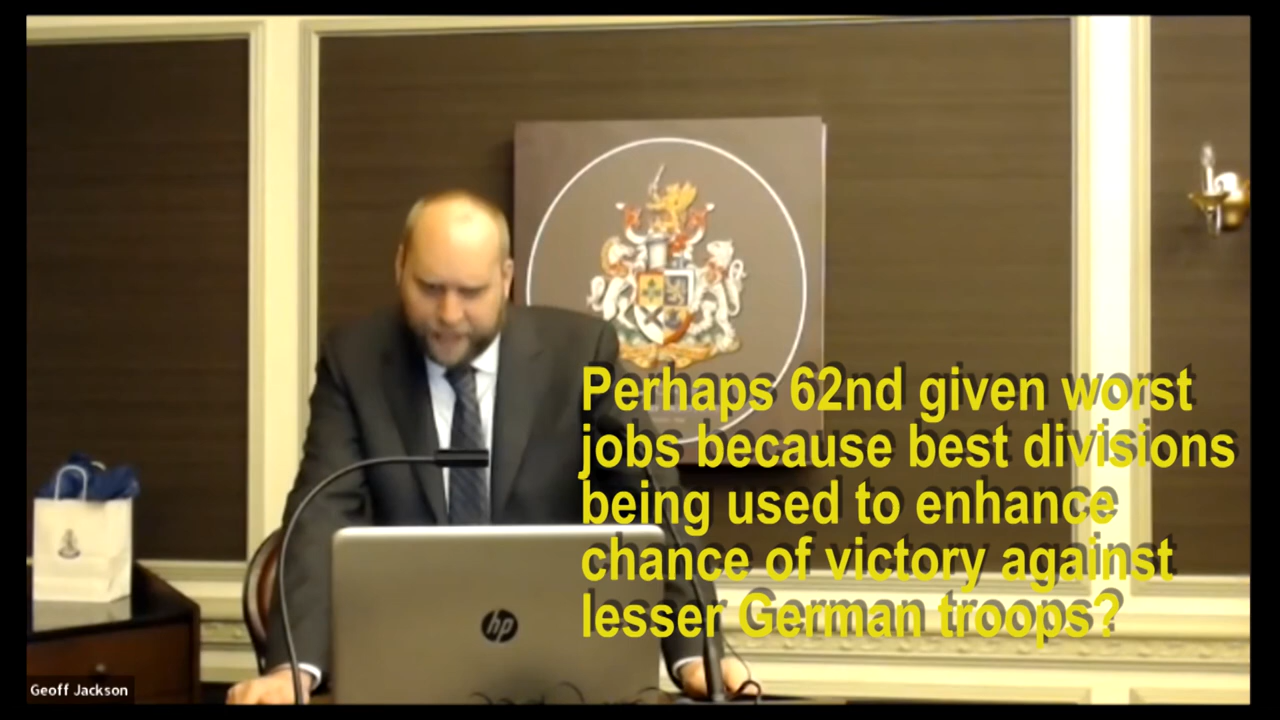 Perhaps 62nd given worst
jobs because best divisions
being used to enhance
chance of victory against
lesser German troops?
hp
Geoff Jackson